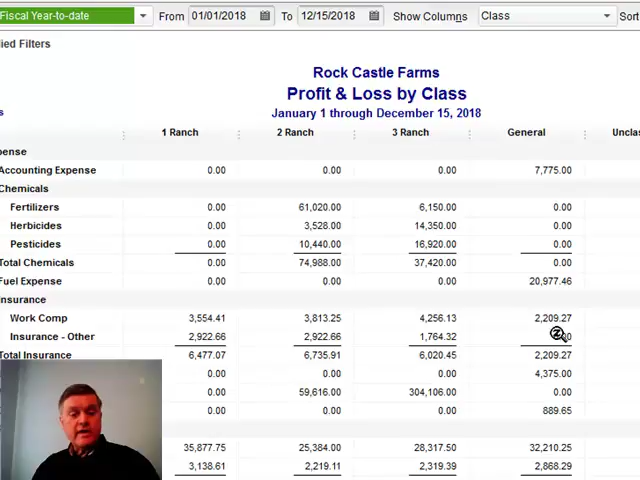 Fiscal Year-to-date From 01/01/2018 To 12/15/2018 Show Columns Class Sort
Filters
Rock Castle Farms
Profit & Loss by Class
January 1 through December 15, 2018
1 Ranch 2 Ranch 3 Ranch General
Accounting Expense 0.00 0.00 0.00 7,775.00
Chemicals
Fertilizers 0.00 61,020.00 6,150.00 0.00
Herbicides 0.00 3,528.00 14,350.00 0.00
Pesticides 0.00 10,440.00 16,920.00 0.00
Total Chemicals 0.00 74,988.00 37,420.00 0.00
Fuel Expense 0.00 0.00 0.00 20,977.46
Insurance
Work Comp 3,554.41 3,813.25 4,256.13 2,209.27
Insurance - Other 2,922.66 2,922.66 1,764.32
Total Insurance 6,477.07 6,735.91 6,020.45 2,209.27
0.00 0.00 0.00 4,375.00
0.00 59,616.00 304,106.00 0.00
0.00 0.00 0.00 889.65
35,877.75 25,384.00 28,317.50 32,210.25
3,138.61 2,219.11 2,319.39 2,868.29